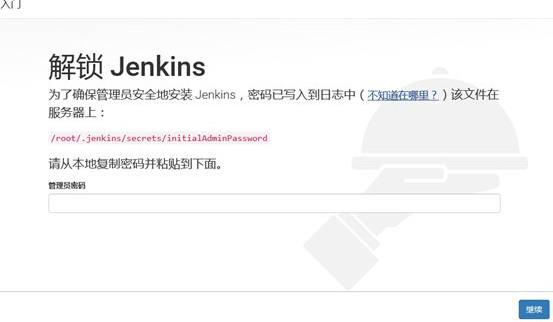 入门
解锁 Jenkins
为了确保管理员安全地安装 Jenkins，密码已写入到日志中（不知道在哪里？）该文件在
服务器上：
/root/.jenkins/secrets/initialAdminPassword
请从本地复制密码并粘贴到下面。
管理员密码
继续